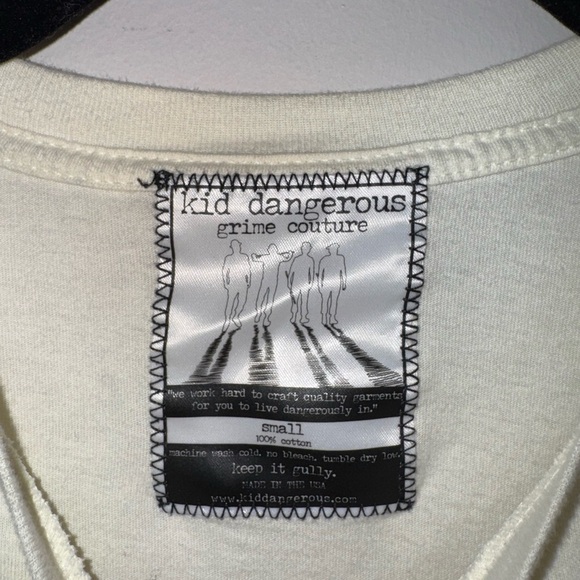 kid dangerous
grime couture
"we work hard to craft quality garments
for you to live dangerously in."
small
100% cotton
machine wash cold. no bleach. tumble dry low.
keep it gully.
MADE IN THE USA
www.kiddangerous.com